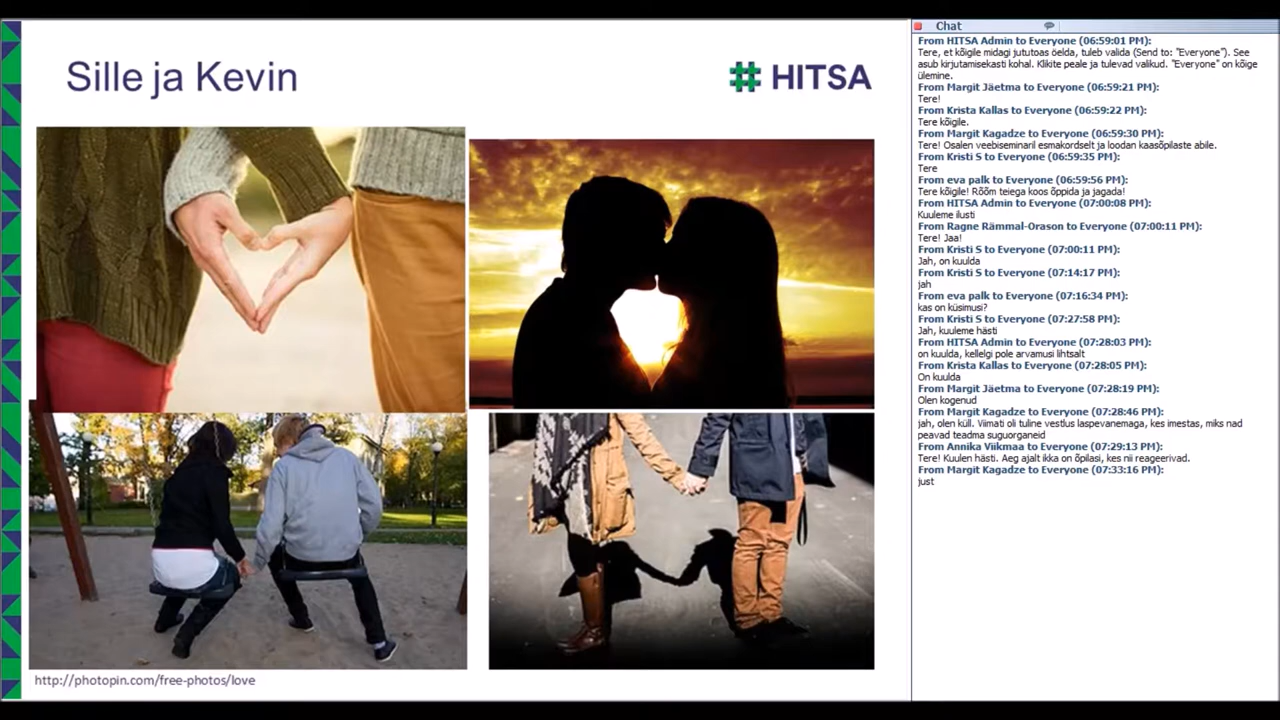 Sille ja Kevin
HITSA
http://photopin.com/free-photos/love
Chat
From HITSA Admin to Everyone (06:59:01 PM):
Tere, et kõigile midagi jututoas öelda, tuleb valida (Send to: "Everyone"). See
asub kirjutamisekasti kohal. Klikite peale ja tulevad valikud. "Everyone" on kõige
ülemine.
From Margit Jäetma to Everyone (06:59:21 PM):
Tere!
From Krista Kallas to Everyone (06:59:22 PM):
Tere kõigile.
From Margit Kagadze to Everyone (06:59:30 PM):
Tere! Osalen veebiseminaril esmakordselt ja loodan kaasõpilaste abile.
From Kristi S to Everyone (06:59:35 PM):
Tere
From eva palk to Everyone (06:59:56 PM):
Tere kõigile! Rõõm teiega koos õppida ja jagada!
From HITSA Admin to Everyone (07:00:08 PM):
Kuuleme ilusti
From Ragne Rämmal-Orason to Everyone (07:00:11 PM):
Tere! Jaa!
From Kristi S to Everyone (07:00:11 PM):
Jah, on kuulda
From Kristi S to Everyone (07:14:17 PM):
jah
From eva palk to Everyone (07:16:34 PM):
kas on küsimusi?
From Kristi S to Everyone (07:27:58 PM):
Jah, kuuleme hästi
From HITSA Admin to Everyone (07:28:03 PM):
on kuulda, kellelgi pole arvamusi lihtsalt
From Krista Kallas to Everyone (07:28:05 PM):
On kuulda
From Margit Jäetma to Everyone (07:28:19 PM):
Olen kogenud
From Margit Kagadze to Everyone (07:28:46 PM):
jah, olen küll. Viimati oli tuline vestlus laspevanemaga, kes imestas, miks nad
peavad teadma suguorganeid
From Annika Viikmaa to Everyone (07:29:13 PM):
Tere! Kuulen hästi. Aeg ajalt ikka on õpilasi, kes nii reageerivad.
From Margit Kagadze to Everyone (07:33:16 PM):
just